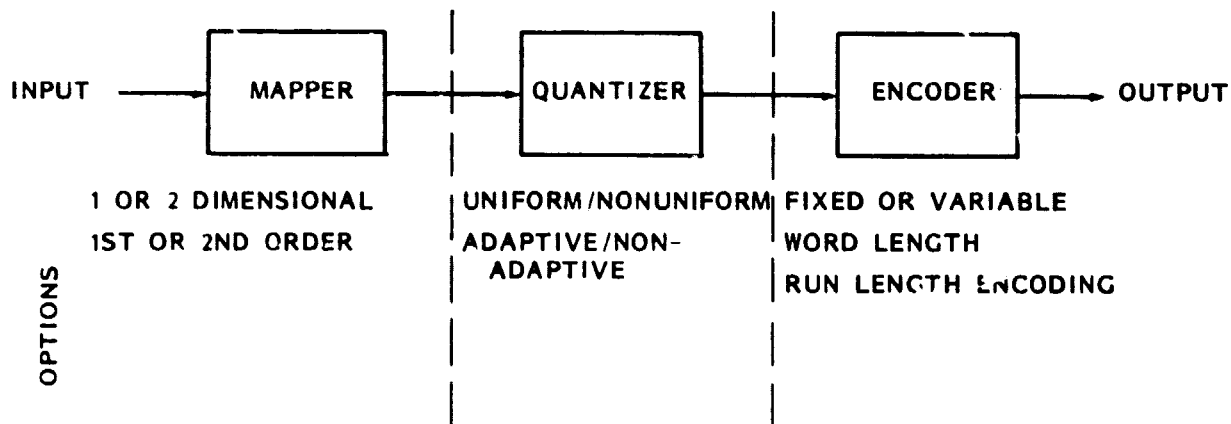 INPUT MAPPER QUANTIZER ENCODER OUTPUT
1 OR 2 DIMENSIONAL
1ST OR 2ND ORDER
UNIFORM/NONUNIFORM
ADAPTIVE/NON-
ADAPTIVE
FIXED OR VARIABLE
WORD LENGTH
RUN LENGTH ENCODING
OPTIONS